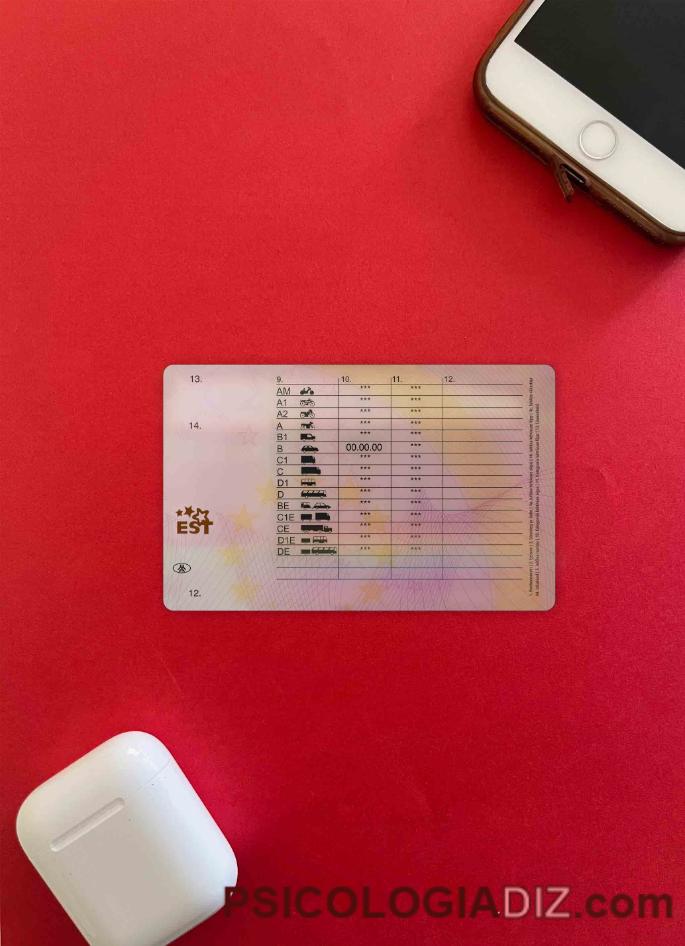 13.
14.
EST
12.
9. 10. 11. 12.
AM *** ***
A1 *** ***
A2 *** ***
A *** ***
B1 *** ***
B 00.00.00 ***
C1 *** ***
C *** ***
D1 *** ***
D *** ***
BE *** ***
C1E *** ***
CE *** ***
D1E *** ***
DE *** ***
PSICOLOGIADIZ.com